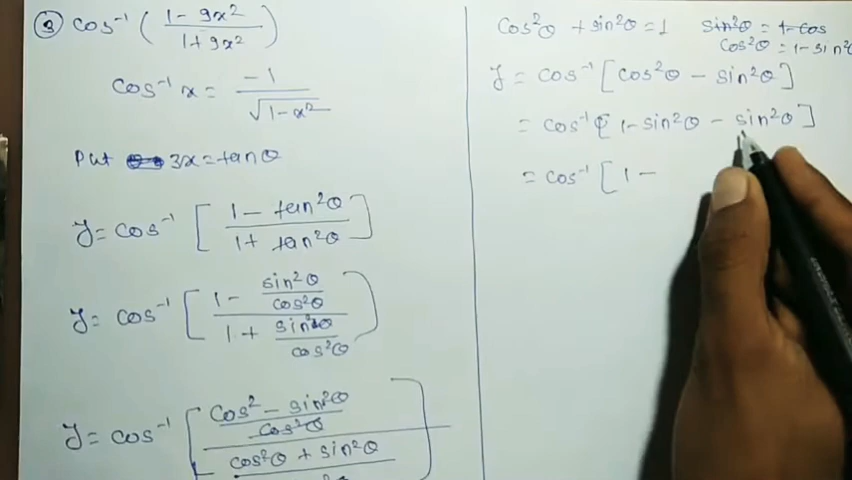 ③ cos⁻¹ ( (1 - 9x²) / (1 + 9x²) )
cos⁻¹ x = -1 / √(1 - x²)
Put 3x = tanθ
y = cos⁻¹ [ (1 - tan²θ) / (1 + tan²θ) ]
y = cos⁻¹ [ (1 - sin²θ/cos²θ) / (1 + sin²θ/cos²θ) ]
y = cos⁻¹ [ ((cos² - sin²θ) / cos²θ) / ((cos²θ + sin²θ) /
cos²θ + sin²θ = 1 sin²θ = 1 - cos
cos²θ = 1 - sin²θ
y = cos⁻¹ [cos²θ - sin²θ]
= cos⁻¹ [ 1 - sin²θ - sin²θ ]
= cos⁻¹ [ 1 -